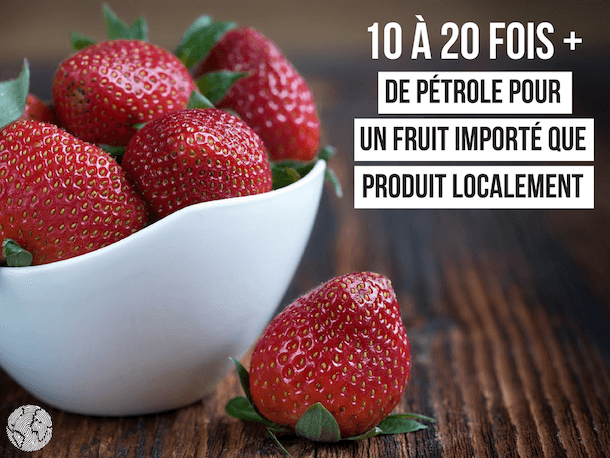 10 À 20 FOIS +
DE PÉTROLE POUR
UN FRUIT IMPORTÉ QUE
PRODUIT LOCALEMENT